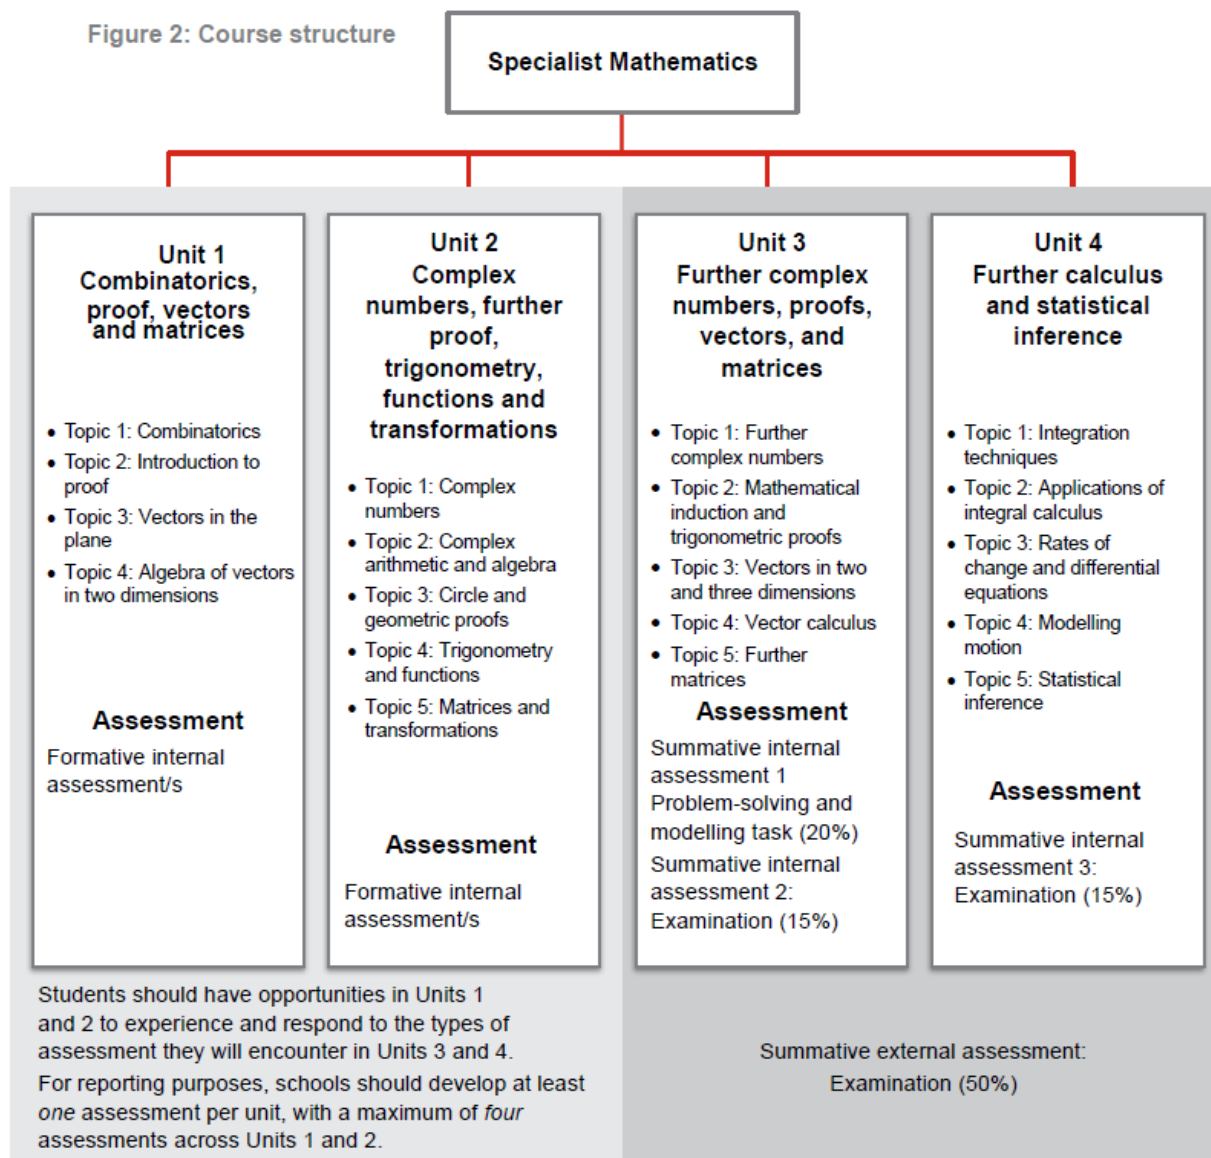 Figure 2: Course structure
Specialist Mathematics
Unit 1
Combinatorics,
proof, vectors
and matrices
• Topic 1: Combinatorics
• Topic 2: Introduction to
proof
• Topic 3: Vectors in the
plane
• Topic 4: Algebra of vectors
in two dimensions
Assessment
Formative internal
assessment/s
Unit 2
Complex
numbers, further
proof,
trigonometry,
functions and
transformations
• Topic 1: Complex
numbers
• Topic 2: Complex
arithmetic and algebra
• Topic 3: Circle and
geometric proofs
• Topic 4: Trigonometry
and functions
• Topic 5: Matrices and
transformations
Assessment
Formative internal
assessment/s
Unit 3
Further complex
numbers, proofs,
vectors, and
matrices
• Topic 1: Further
complex numbers
• Topic 2: Mathematical
induction and
trigonometric proofs
• Topic 3: Vectors in two
and three dimensions
• Topic 4: Vector calculus
• Topic 5: Further
matrices
Assessment
Summative internal
assessment 1
Problem-solving and
modelling task (20%)
Summative internal
assessment 2:
Examination (15%)
Unit 4
Further calculus
and statistical
inference
• Topic 1: Integration
techniques
• Topic 2: Applications of
integral calculus
• Topic 3: Rates of
change and differential
equations
• Topic 4: Modelling
motion
• Topic 5: Statistical
inference
Assessment
Summative internal
assessment 3:
Examination (15%)
Students should have opportunities in Units 1
and 2 to experience and respond to the types of
assessment they will encounter in Units 3 and 4.
For reporting purposes, schools should develop at least
one assessment per unit, with a maximum of four
assessments across Units 1 and 2.
Summative external assessment:
Examination (50%)